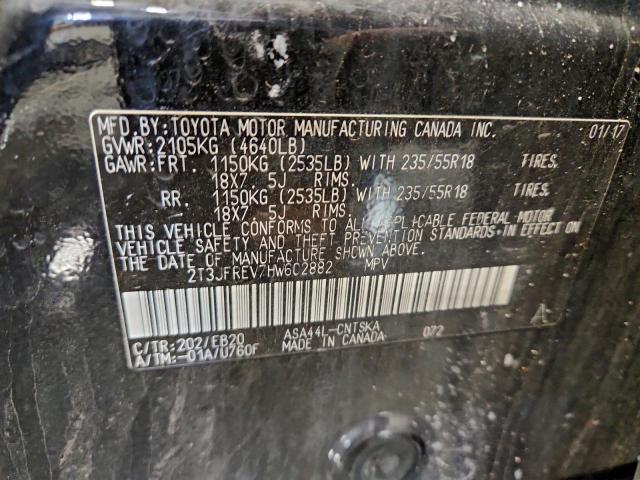 MFD.BY:TOYOTA MOTOR MANUFACTURING CANADA INC. 01/17
GVWR:2105KG (4640LB)
GAWR:FRT. 1150KG (2535LB) WITH 235/55R18 TIRES,
18X7. 5J RIMS.
RR. 1150KG (2535LB) WITH 235/55R18 TIRES,
18X7. 5J RIMS.
THIS VEHICLE CONFORMS TO ALL APPLICABLE FEDERAL MOTOR
VEHICLE SAFETY AND THEFT PREVENTION STANDARDS IN EFFECT
ON THE DATE OF MANUFACTURE SHOWN ABOVE.
2T3JFREV7HW6C2882 MPV
C/TR:202/EB20 ASA44L-CNTSKA 072
A/TM:-01A/U760F MADE IN CANADA
A